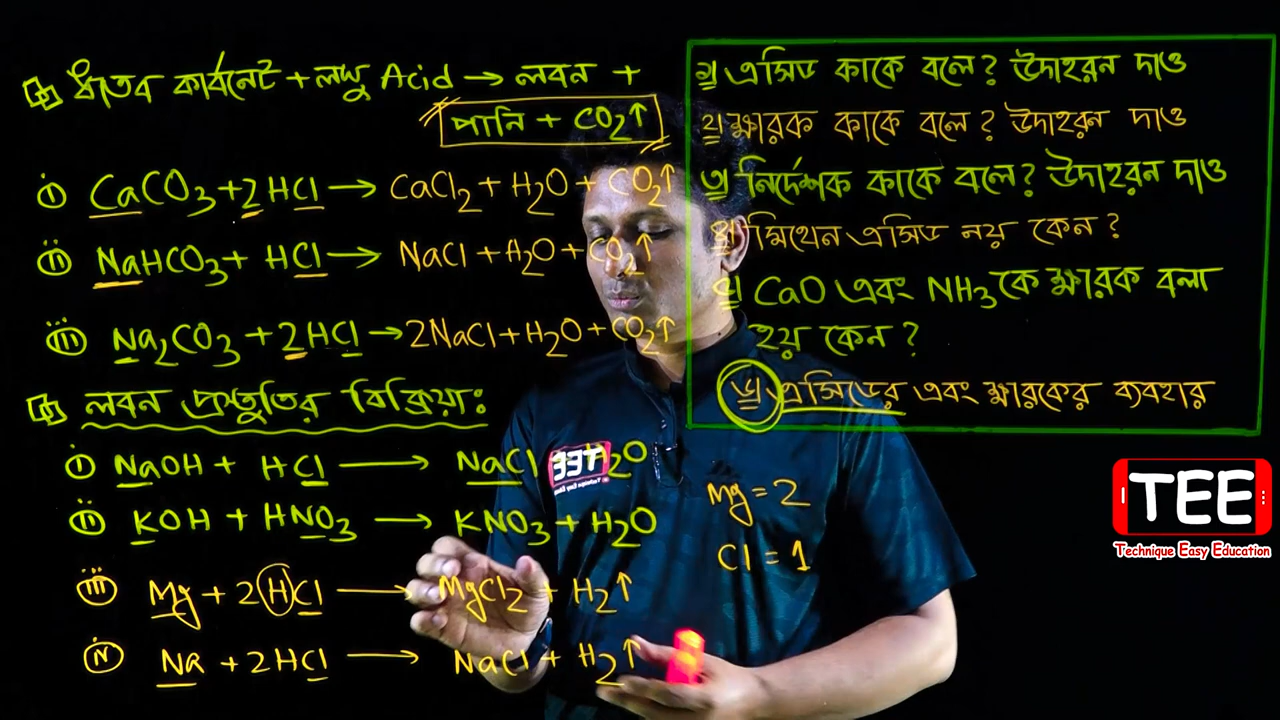 ধাতব কার্বনেট + লঘু Acid → লবন +
পানি + CO2↑
i CaCO3 + 2HCl → CaCl2 + H2O + CO2↑
ii NaHCO3 + HCl → NaCl + H2O + CO2↑
iii Na2CO3 + 2HCl → 2NaCl + H2O + CO2↑
লবন প্রস্তুতির বিক্রিয়াঃ
i NaOH + HCl → NaCl + H2O
ii KOH + HNO3 → KNO3 + H2O
iii Mg + 2HCl → MgCl2 + H2↑
iv Na + 2HCl → NaCl + H2↑
এসিড কাকে বলে? উদাহরন দাও
ক্ষারক কাকে বলে? উদাহরন দাও
নির্দেশক কাকে বলে? উদাহরন দাও
মিথেন এসিড নয় কেন?
CaO এবং NH3 কে ক্ষারক বলা
হয় কেন?
এসিডের এবং ক্ষারকের ব্যবহার
Mg = 2
Cl = 1
TEE
TEE
Technique Easy Education